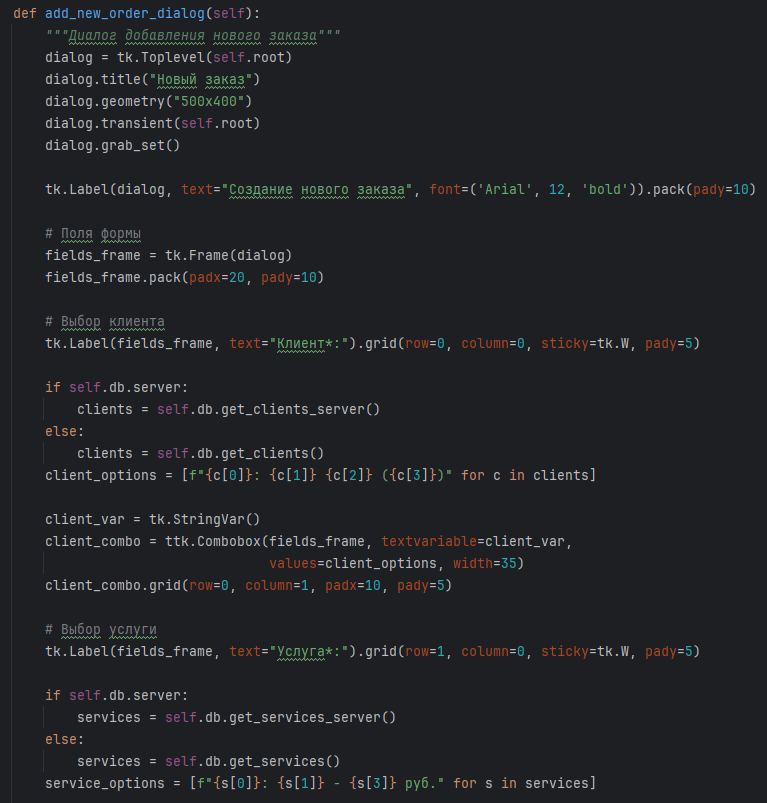 def add_new_order_dialog(self):
    """Диалог добавления нового заказа"""
    dialog = tk.Toplevel(self.root)
    dialog.title("Новый заказ")
    dialog.geometry("500x400")
    dialog.transient(self.root)
    dialog.grab_set()

    tk.Label(dialog, text="Создание нового заказа", font=('Arial', 12, 'bold')).pack(pady=10)

    # Поля формы
    fields_frame = tk.Frame(dialog)
    fields_frame.pack(padx=20, pady=10)

    # Выбор клиента
    tk.Label(fields_frame, text="Клиент*:").grid(row=0, column=0, sticky=tk.W, pady=5)

    if self.db.server:
        clients = self.db.get_clients_server()
    else:
        clients = self.db.get_clients()
    client_options = [f"{c[0]}: {c[1]} {c[2]} ({c[3]})" for c in clients]

    client_var = tk.StringVar()
    client_combo = ttk.Combobox(fields_frame, textvariable=client_var,
                                values=client_options, width=35)
    client_combo.grid(row=0, column=1, padx=10, pady=5)

    # Выбор услуги
    tk.Label(fields_frame, text="Услуга*:").grid(row=1, column=0, sticky=tk.W, pady=5)

    if self.db.server:
        services = self.db.get_services_server()
    else:
        services = self.db.get_services()
    service_options = [f"{s[0]}: {s[1]} - {s[3]} руб." for s in services]